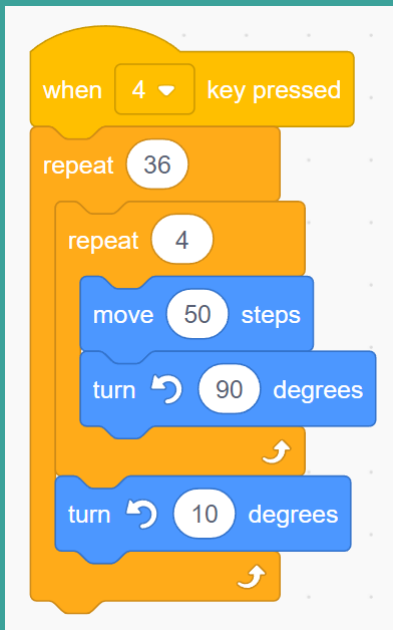 when 4 key pressed
repeat 36
repeat 4
move 50 steps
turn 90 degrees
turn 10 degrees